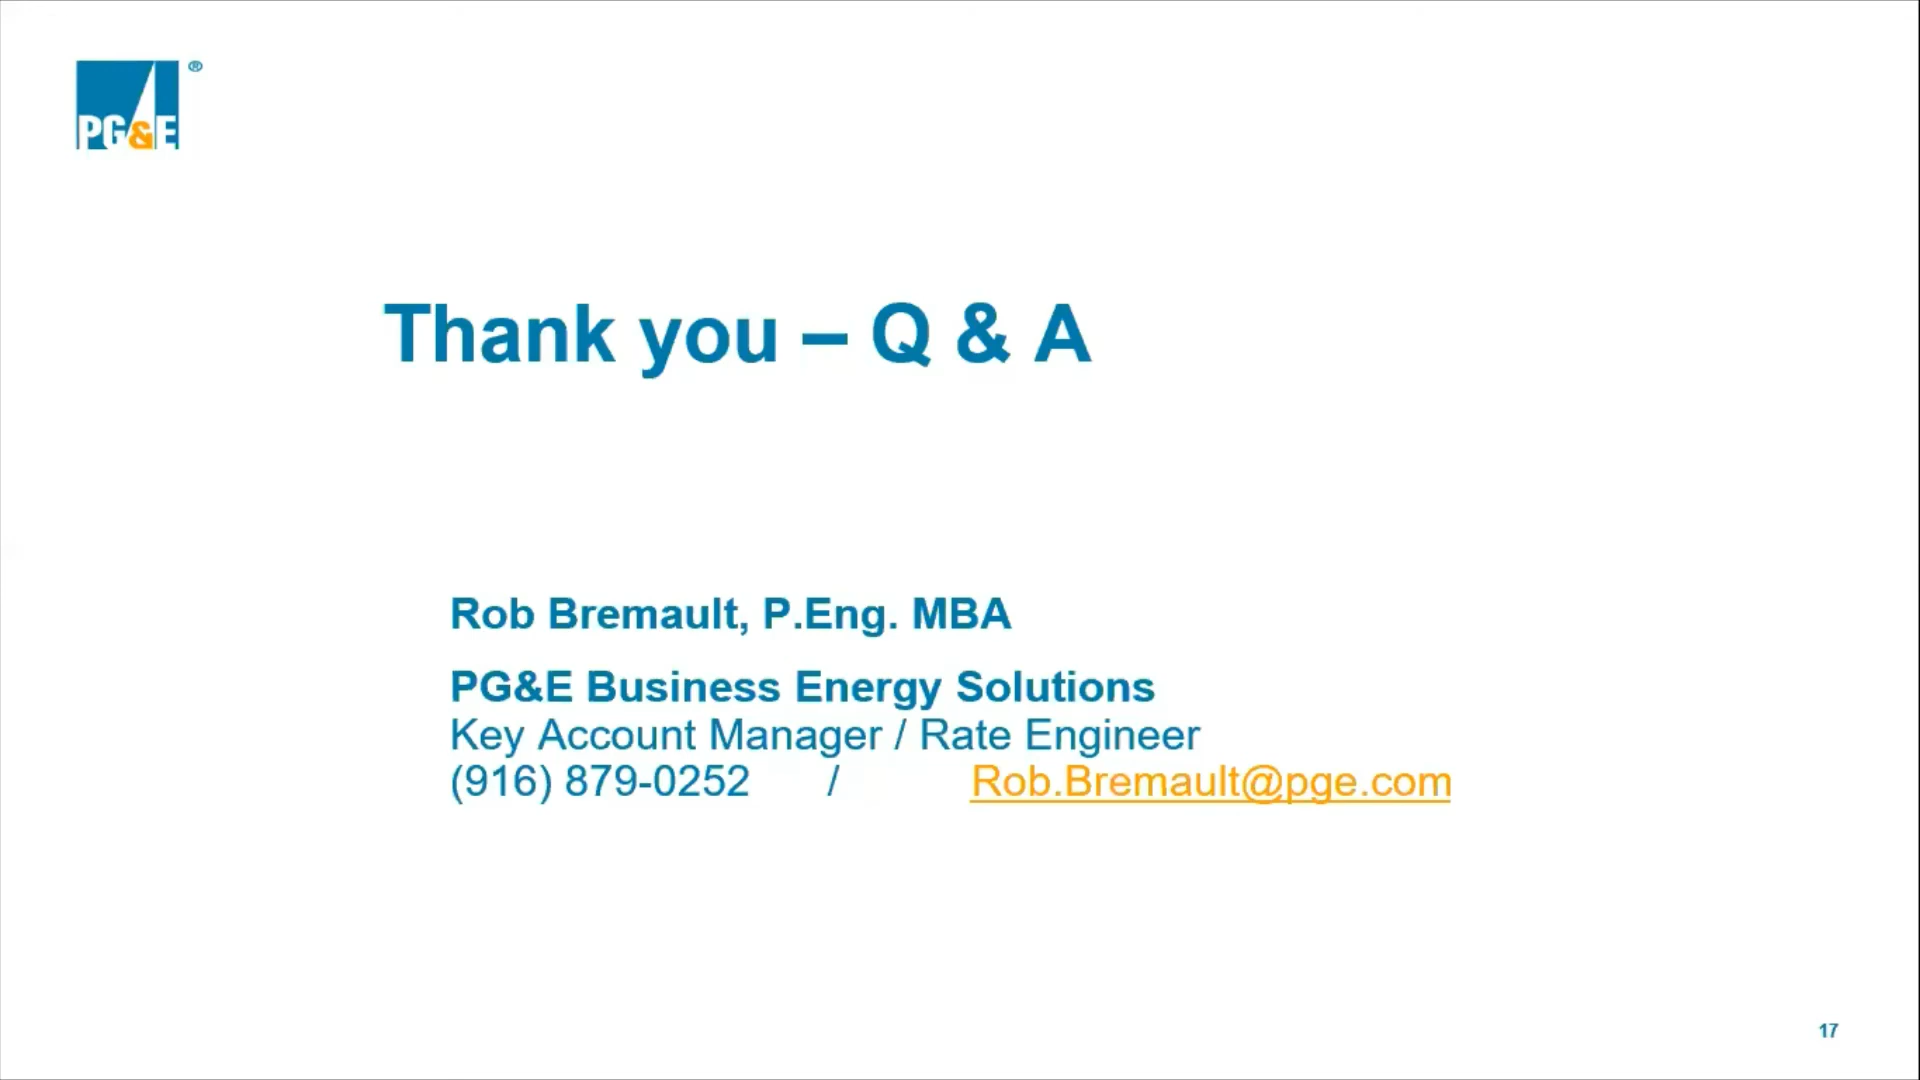 PG&E ®
Thank you – Q & A
Rob Bremault, P.Eng. MBA
PG&E Business Energy Solutions
Key Account Manager / Rate Engineer
(916) 879-0252 / Rob.Bremault@pge.com
17